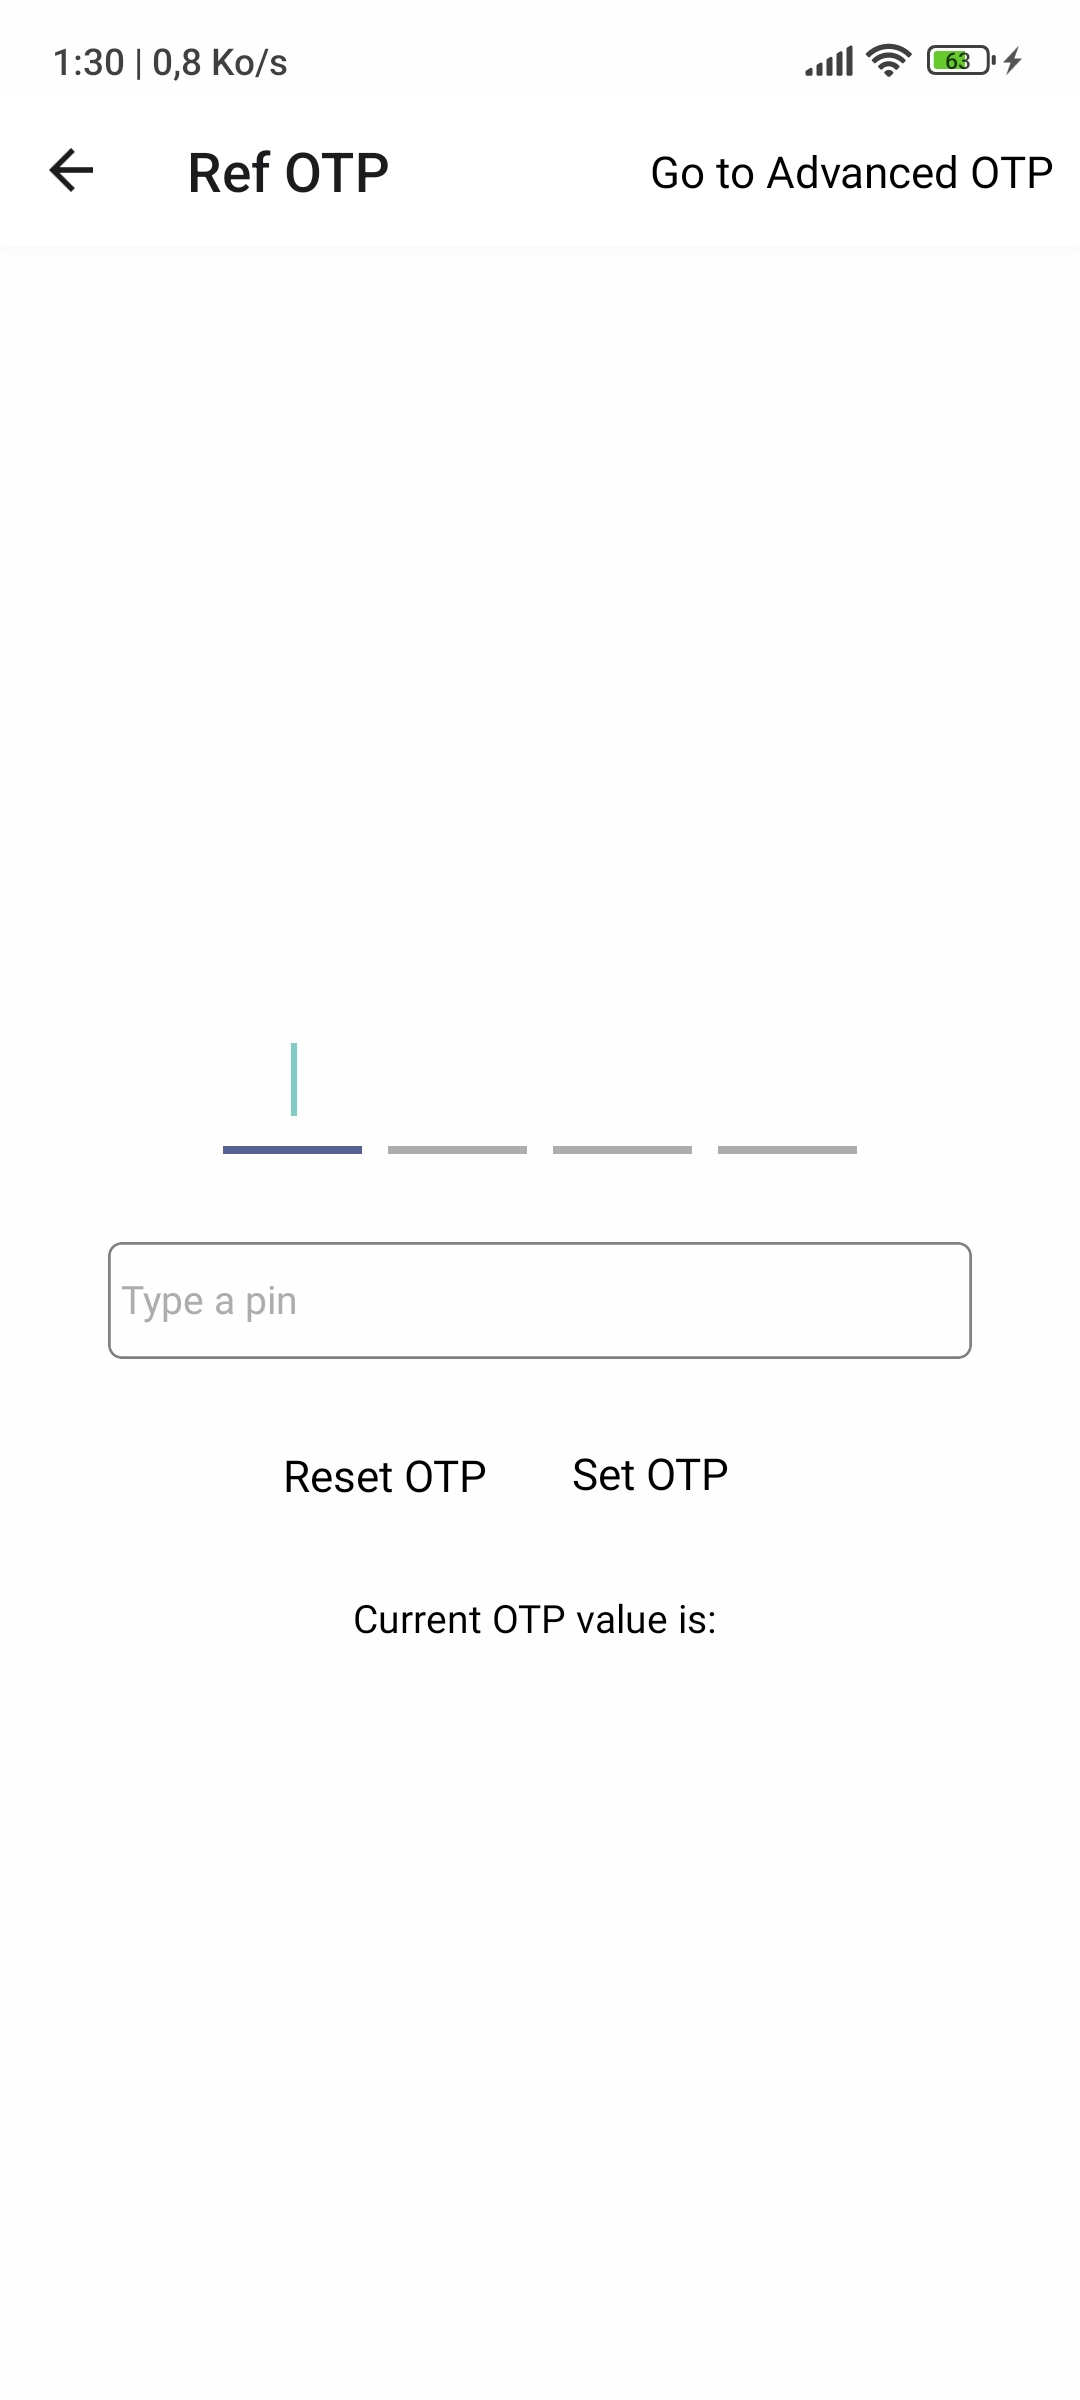 1:30 | 0,8 Ko/s 63
Ref OTP Go to Advanced OTP
Type a pin
Reset OTP Set OTP
Current OTP value is: